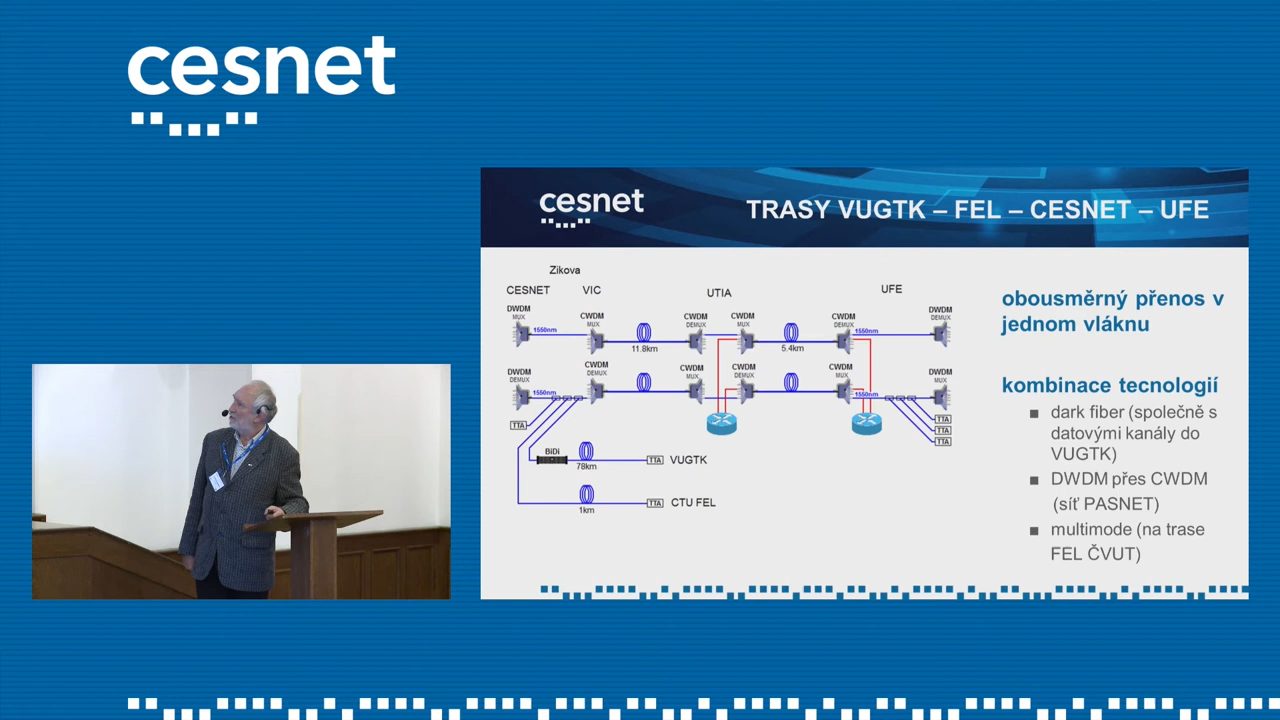 cesnet
cesnet
TRASY VUGTK – FEL – CESNET – UFE
Zikova
CESNET
VIC
UTIA
UFE
DWDM
MUX
1550nm
CWDM
MUX
11.8km
CWDM
DEMUX
CWDM
MUX
5.4km
CWDM
DEMUX
1550nm
DWDM
DEMUX
DWDM
DEMUX
1550nm
CWDM
DEMUX
CWDM
MUX
CWDM
DEMUX
CWDM
MUX
1550nm
DWDM
MUX
TTA
TTA
TTA
TTA
BiDi
78km
TTA
VUGTK
1km
TTA
CTU FEL
obousměrný přenos v
jednom vláknu
kombinace tecnologií
dark fiber (společně s
datovými kanály do
VUGTK)
DWDM přes CWDM
(síť PASNET)
multimode (na trase
FEL ČVUT)